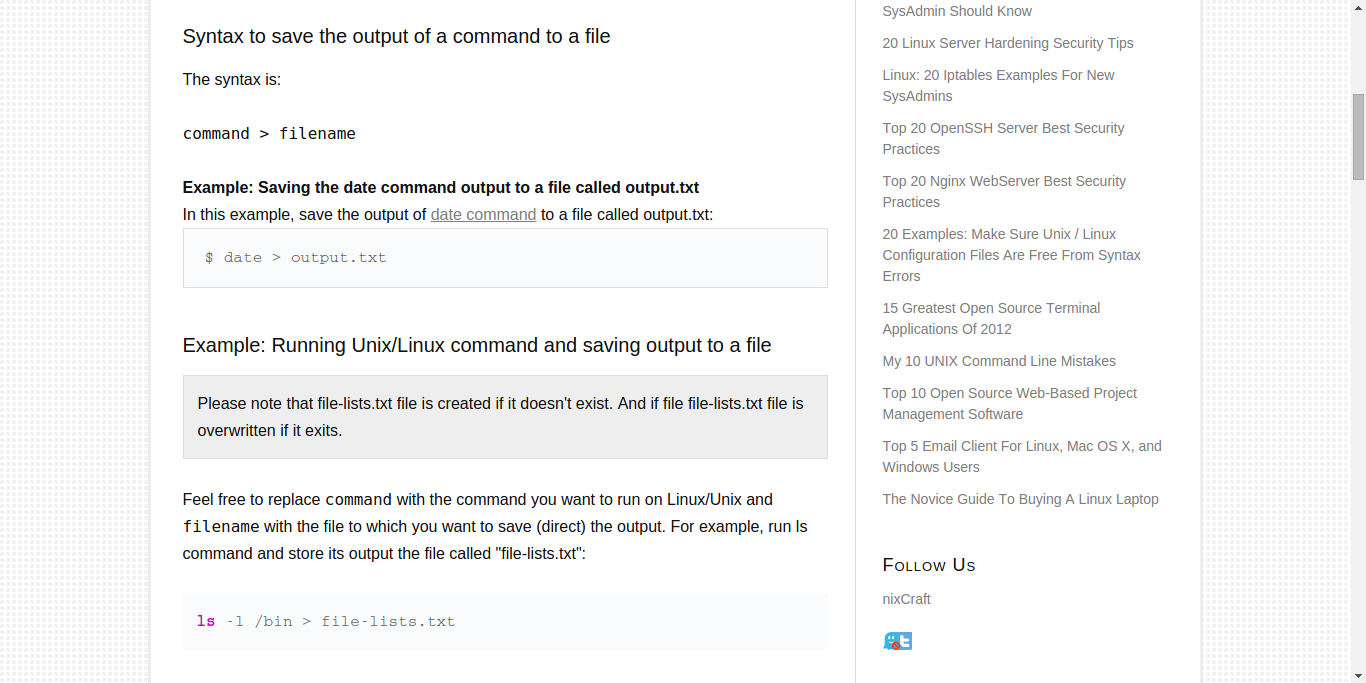 Syntax to save the output of a command to a file
The syntax is:
command > filename
Example: Saving the date command output to a file called output.txt
In this example, save the output of date command to a file called output.txt:
$ date > output.txt
Example: Running Unix/Linux command and saving output to a file
Please note that file-lists.txt file is created if it doesn't exist. And if file file-lists.txt file is
overwritten if it exits.
Feel free to replace command with the command you want to run on Linux/Unix and
filename with the file to which you want to save (direct) the output. For example, run ls
command and store its output the file called "file-lists.txt":
ls -l /bin > file-lists.txt
SysAdmin Should Know
20 Linux Server Hardening Security Tips
Linux: 20 Iptables Examples For New
SysAdmins
Top 20 OpenSSH Server Best Security
Practices
Top 20 Nginx WebServer Best Security
Practices
20 Examples: Make Sure Unix / Linux
Configuration Files Are Free From Syntax
Errors
15 Greatest Open Source Terminal
Applications Of 2012
My 10 UNIX Command Line Mistakes
Top 10 Open Source Web-Based Project
Management Software
Top 5 Email Client For Linux, Mac OS X, and
Windows Users
The Novice Guide To Buying A Linux Laptop
Follow Us
nixCraft